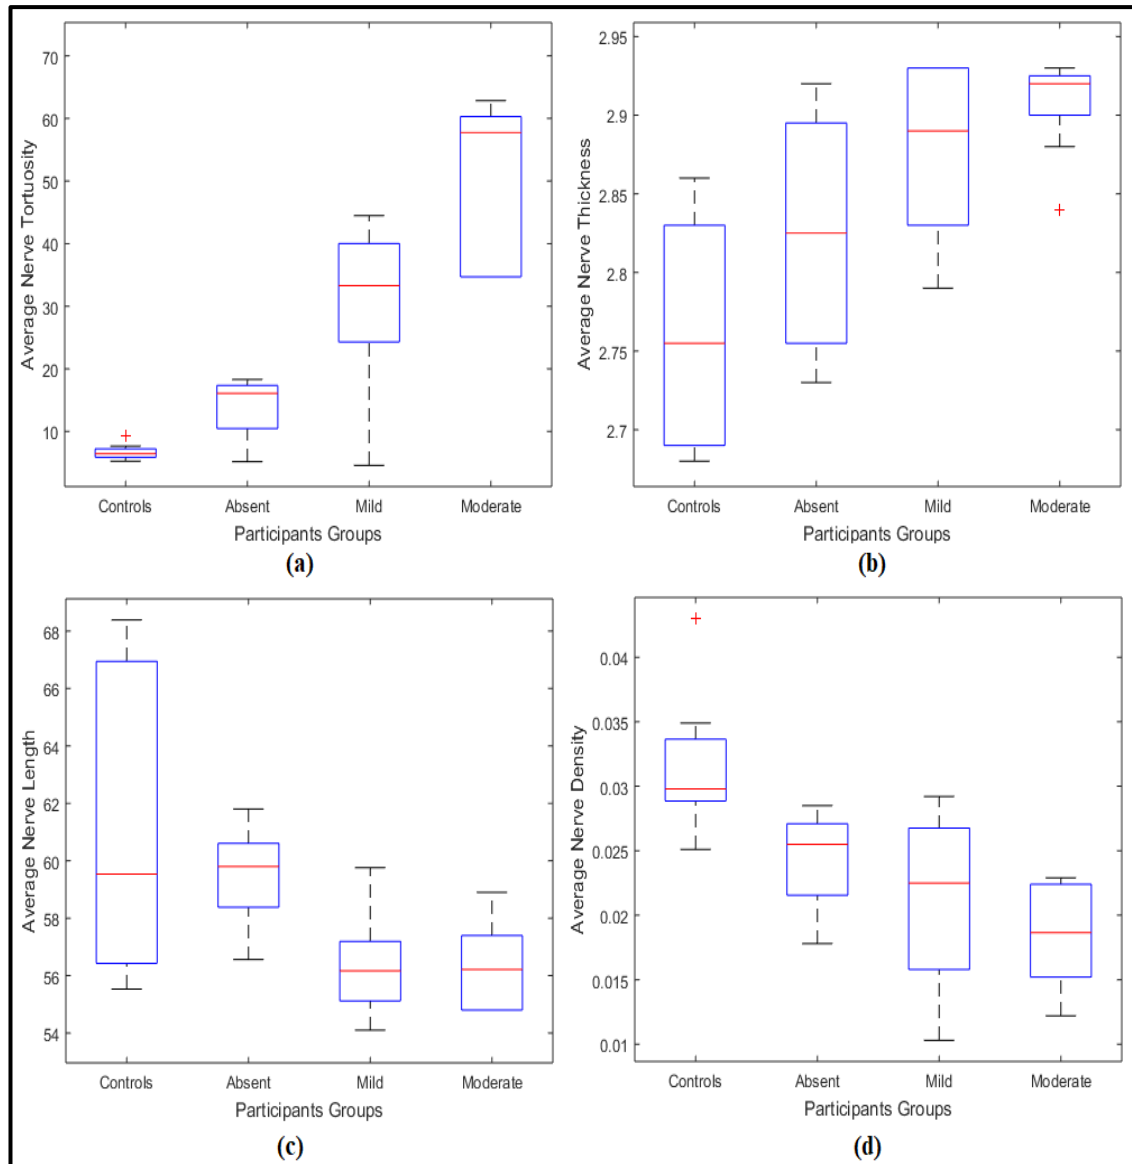 70
60
50
40
30
20
10
Average Nerve Tortuosity
Controls Absent Mild Moderate
Participants Groups
(a)
2.95
2.9
2.85
2.8
2.75
2.7
Average Nerve Thickness
Controls Absent Mild Moderate
Participants Groups
(b)
68
66
64
62
60
58
56
54
Average Nerve Length
Controls Absent Mild Moderate
Participants Groups
(c)
0.04
0.035
0.03
0.025
0.02
0.015
0.01
Average Nerve Density
Controls Absent Mild Moderate
Participants Groups
(d)